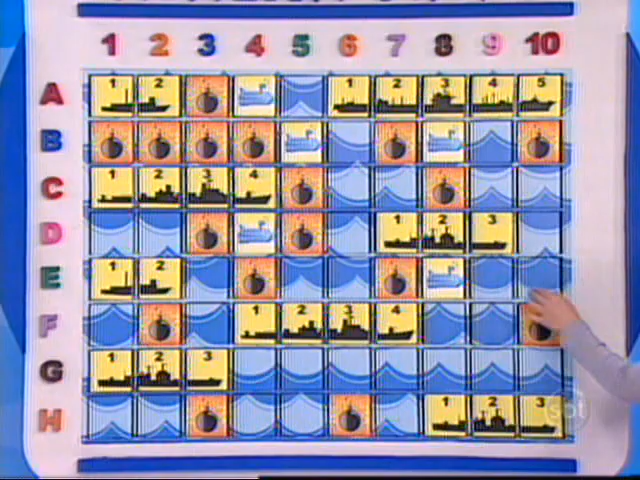 1 2 3 4 5 6 7 8 9 10
A 1 2 1 2 3 4 5
B
C 1 2 3 4
D 1 2 3
E 1 2
F 1 2 3 4
G 1 2 3
H 1 2 3
sbt